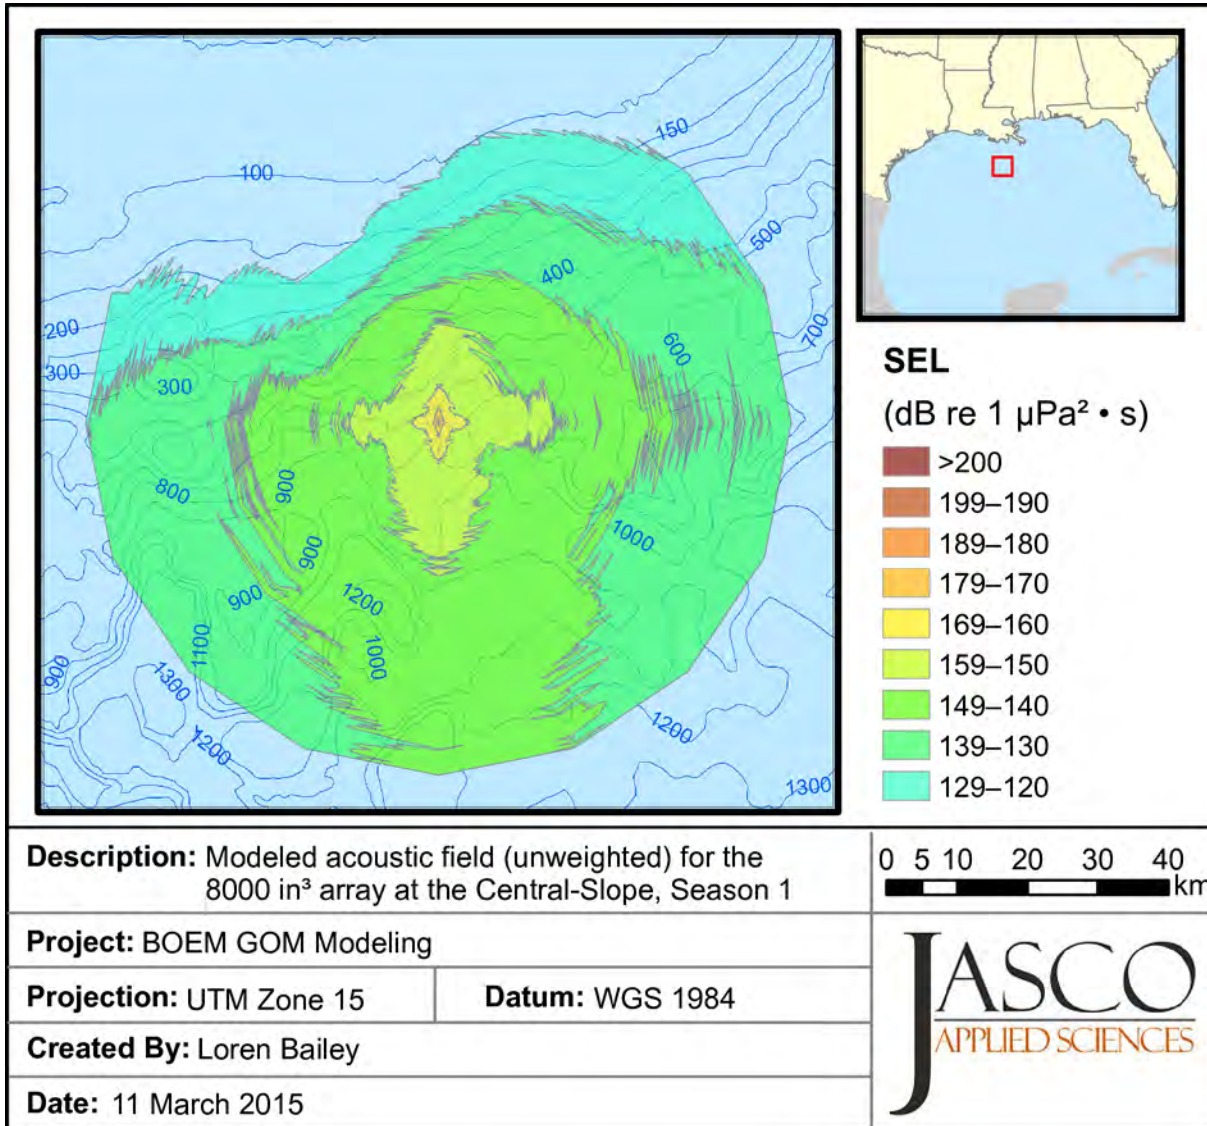 150
100
500
400
700
200
600
300
300
800
900
900
1000
900
1200
1000
1100
900
1300
1200
1200
1300
SEL
(dB re 1 µPa² • s)
>200
199–190
189–180
179–170
169–160
159–150
149–140
139–130
129–120
Description: Modeled acoustic field (unweighted) for the
8000 in³ array at the Central-Slope, Season 1
0 5 10 20 30 40
km
Project: BOEM GOM Modeling
Projection: UTM Zone 15
Datum: WGS 1984
Created By: Loren Bailey
Date: 11 March 2015
JASCO
APPLIED SCIENCES